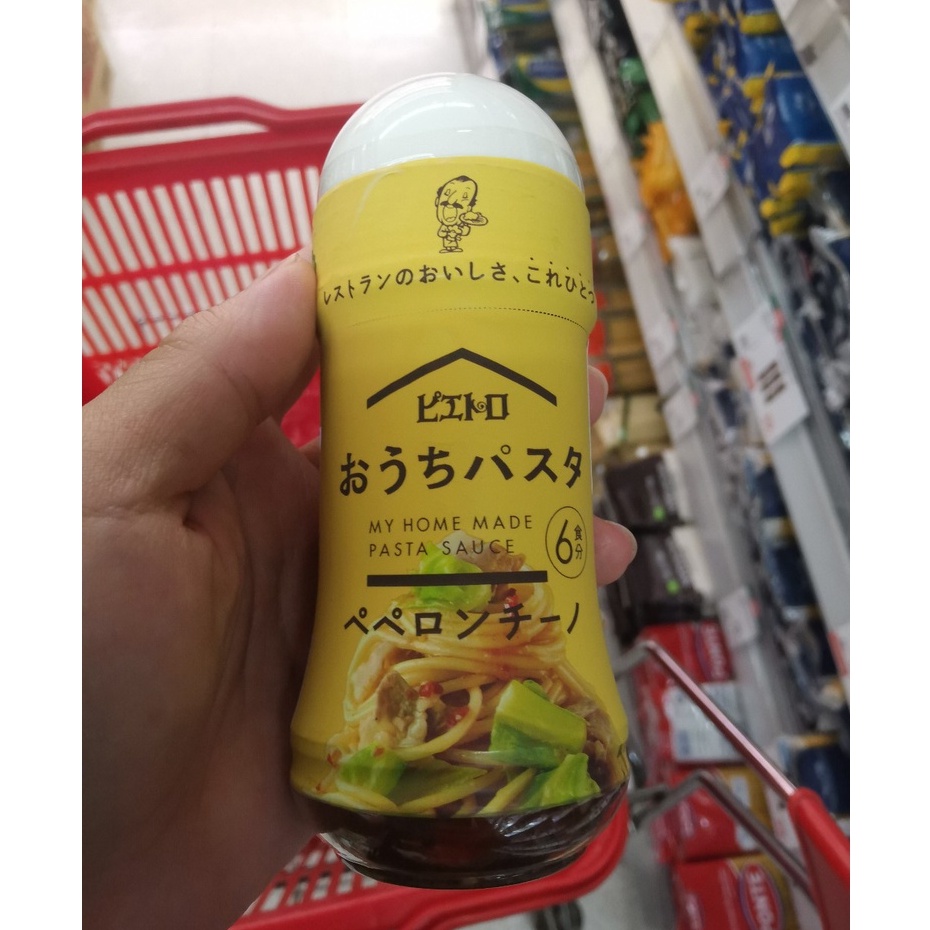 レストランのおいしさ、これひとつ
ピエトロ
おうちパスタ
MY HOME MADE
PASTA SAUCE
6食分
ペペロンチーノ